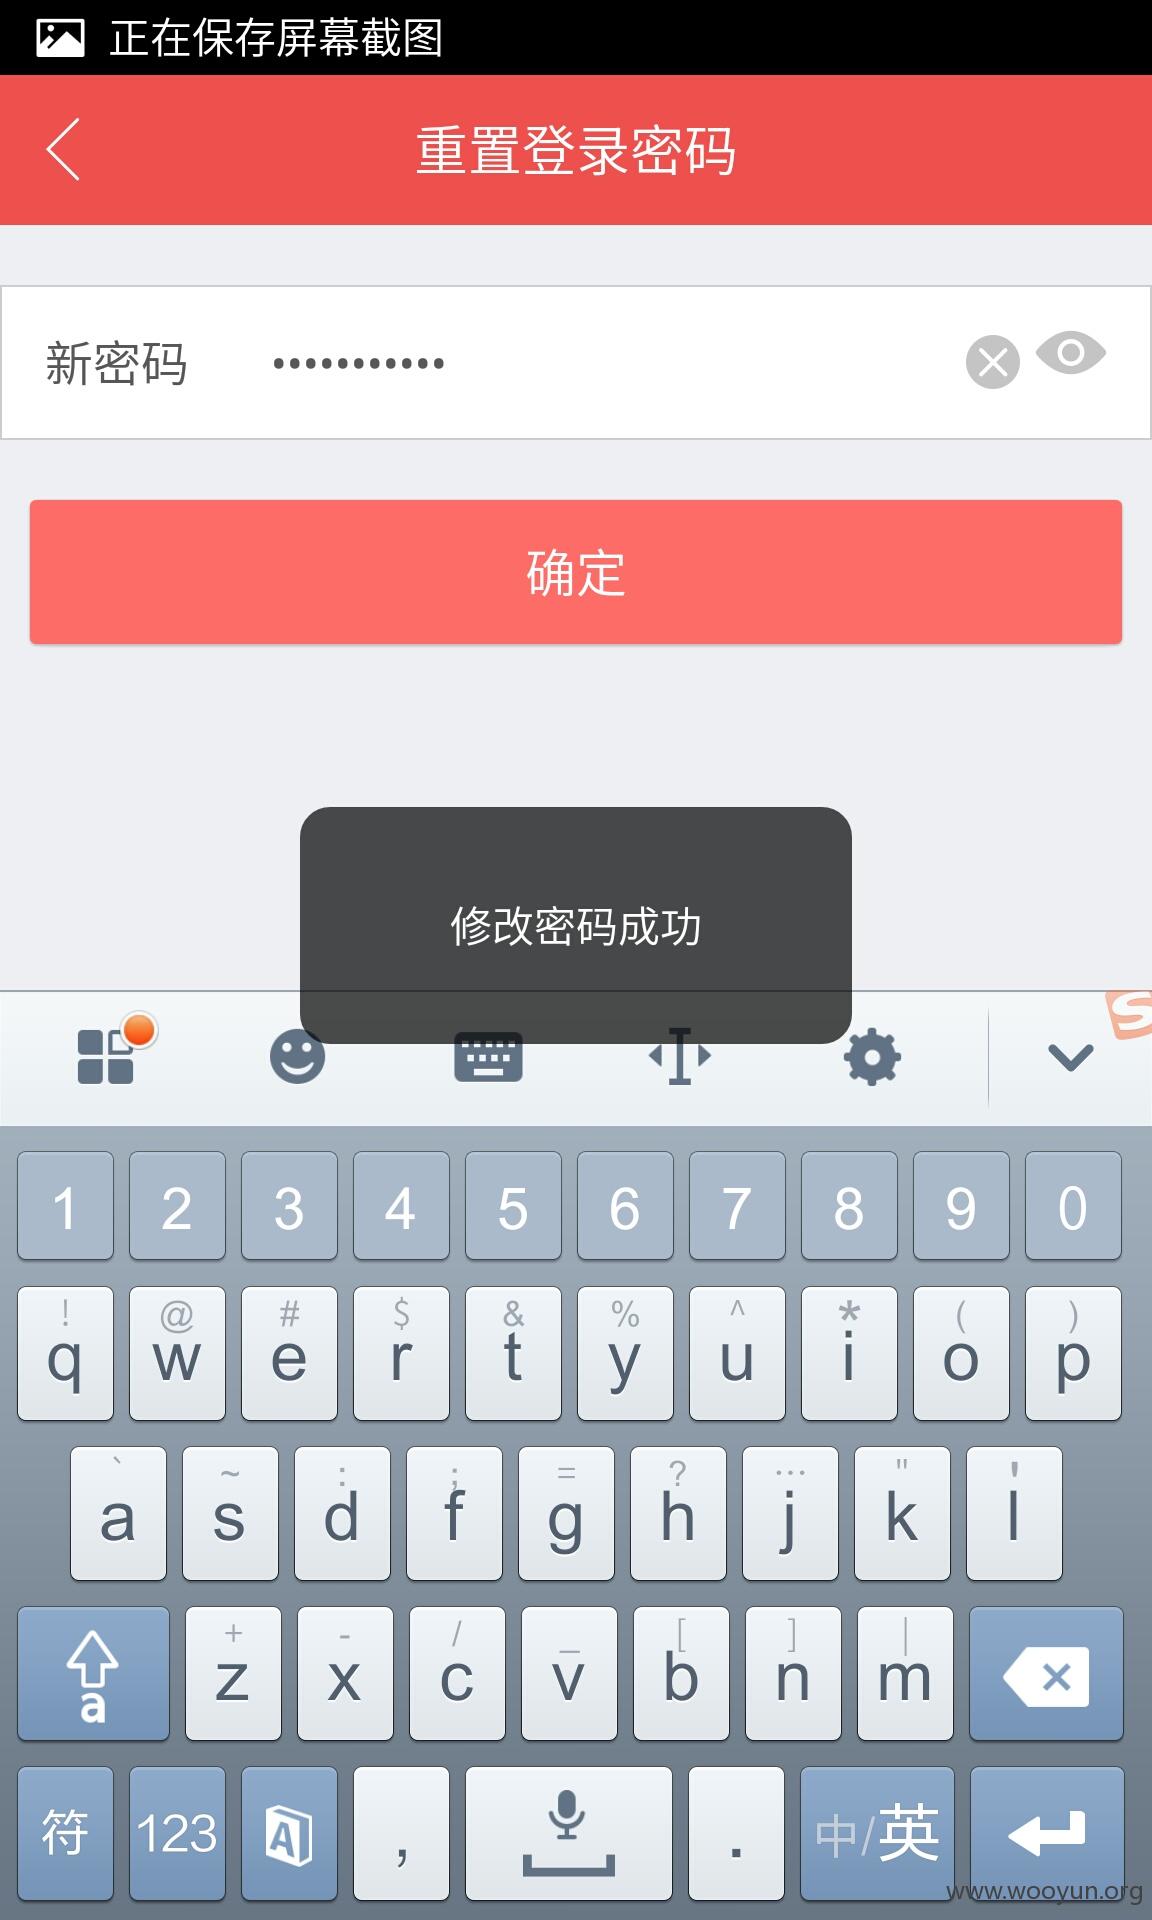 正在保存屏幕截图
重置登录密码
新密码 •••••••••••
确定
修改密码成功
S
1 2 3 4 5 6 7 8 9 0
! @ # $ & % ^ * ( )
q w e r t y u i o p
` ~ : ; = ? … " '
a s d f g h j k l
+ - / _ [ ] |
a z x c v b n m
符 123 A , . 中/英
www.wooyun.org